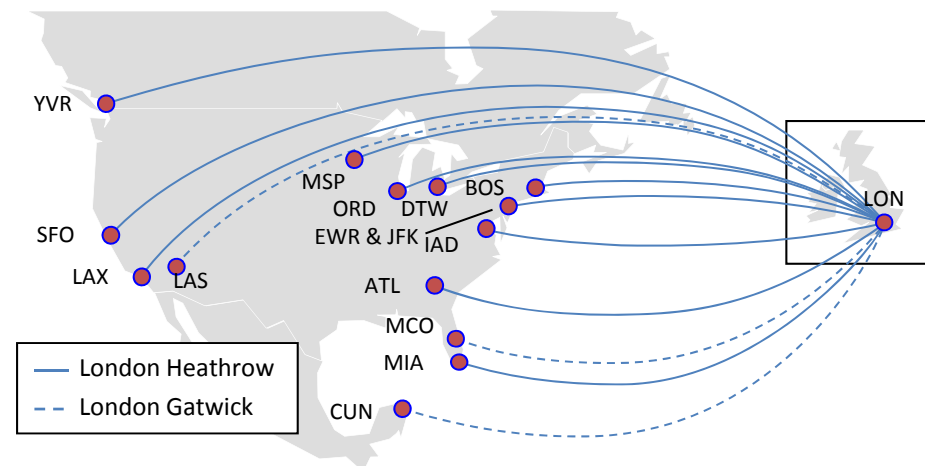 YVR
MSP
LON
ORD
DTW
BOS
SFO
EWR & JFK
IAD
LAX
LAS
ATL
MCO
London Heathrow
MIA
London Gatwick
CUN